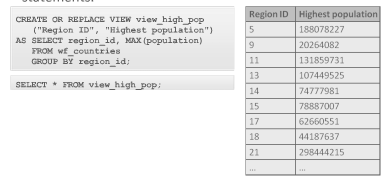 statements.
CREATE OR REPLACE VIEW view_high_pop
("Region ID", "Highest population")
AS SELECT region_id, MAX(population)
FROM wf_countries
GROUP BY region_id;
SELECT * FROM view_high_pop;
Region ID Highest population
5 188078227
9 20264082
11 131859731
13 107449525
14 74777981
15 78887007
17 62660551
18 44187637
21 298444215
... ...